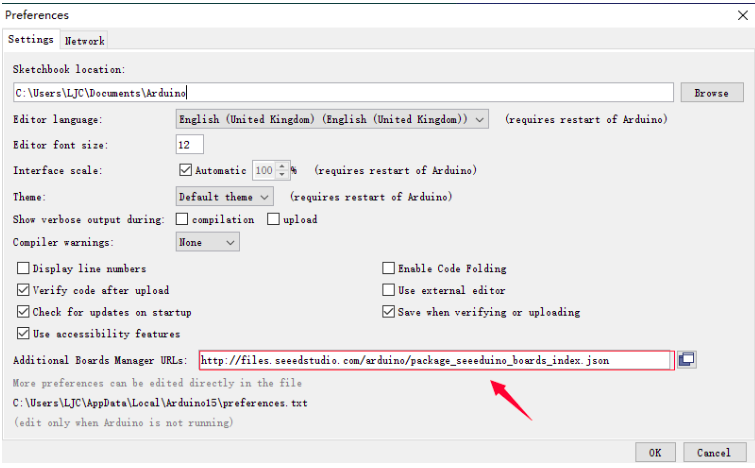 Preferences
Settings Network
Sketchbook location:
C:\Users\LJC\Documents\Arduino Browse
Editor language: English (United Kingdom) (English (United Kingdom)) (requires restart of Arduino)
Editor font size: 12
Interface scale: Automatic 100 % (requires restart of Arduino)
Theme: Default theme (requires restart of Arduino)
Show verbose output during: compilation upload
Compiler warnings: None
Display line numbers Enable Code Folding
Verify code after upload Use external editor
Check for updates on startup Save when verifying or uploading
Use accessibility features
Additional Boards Manager URLs: http://files.seeedstudio.com/arduino/package_seeeduino_boards_index.json
More preferences can be edited directly in the file
C:\Users\LJC\AppData\Local\Arduino15\preferences.txt
(edit only when Arduino is not running)
OK Cancel